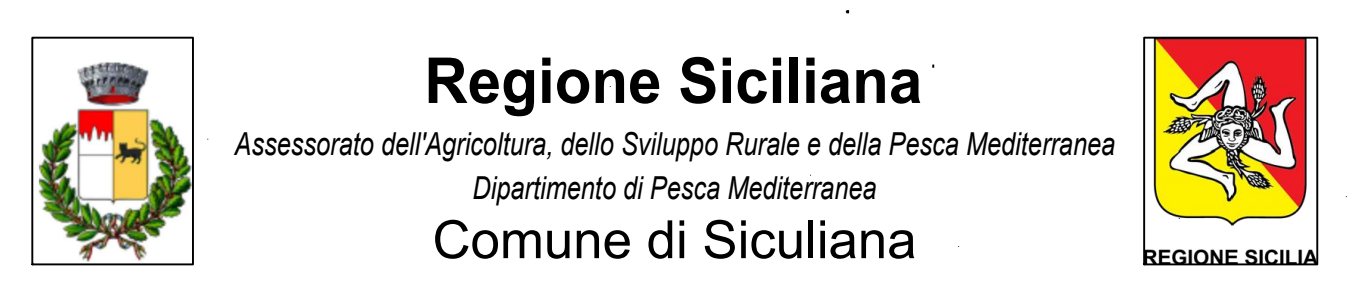 Regione Siciliana
Assessorato dell'Agricoltura, dello Sviluppo Rurale e della Pesca Mediterranea
Dipartimento di Pesca Mediterranea
Comune di Siculiana
REGIONE SICILIA